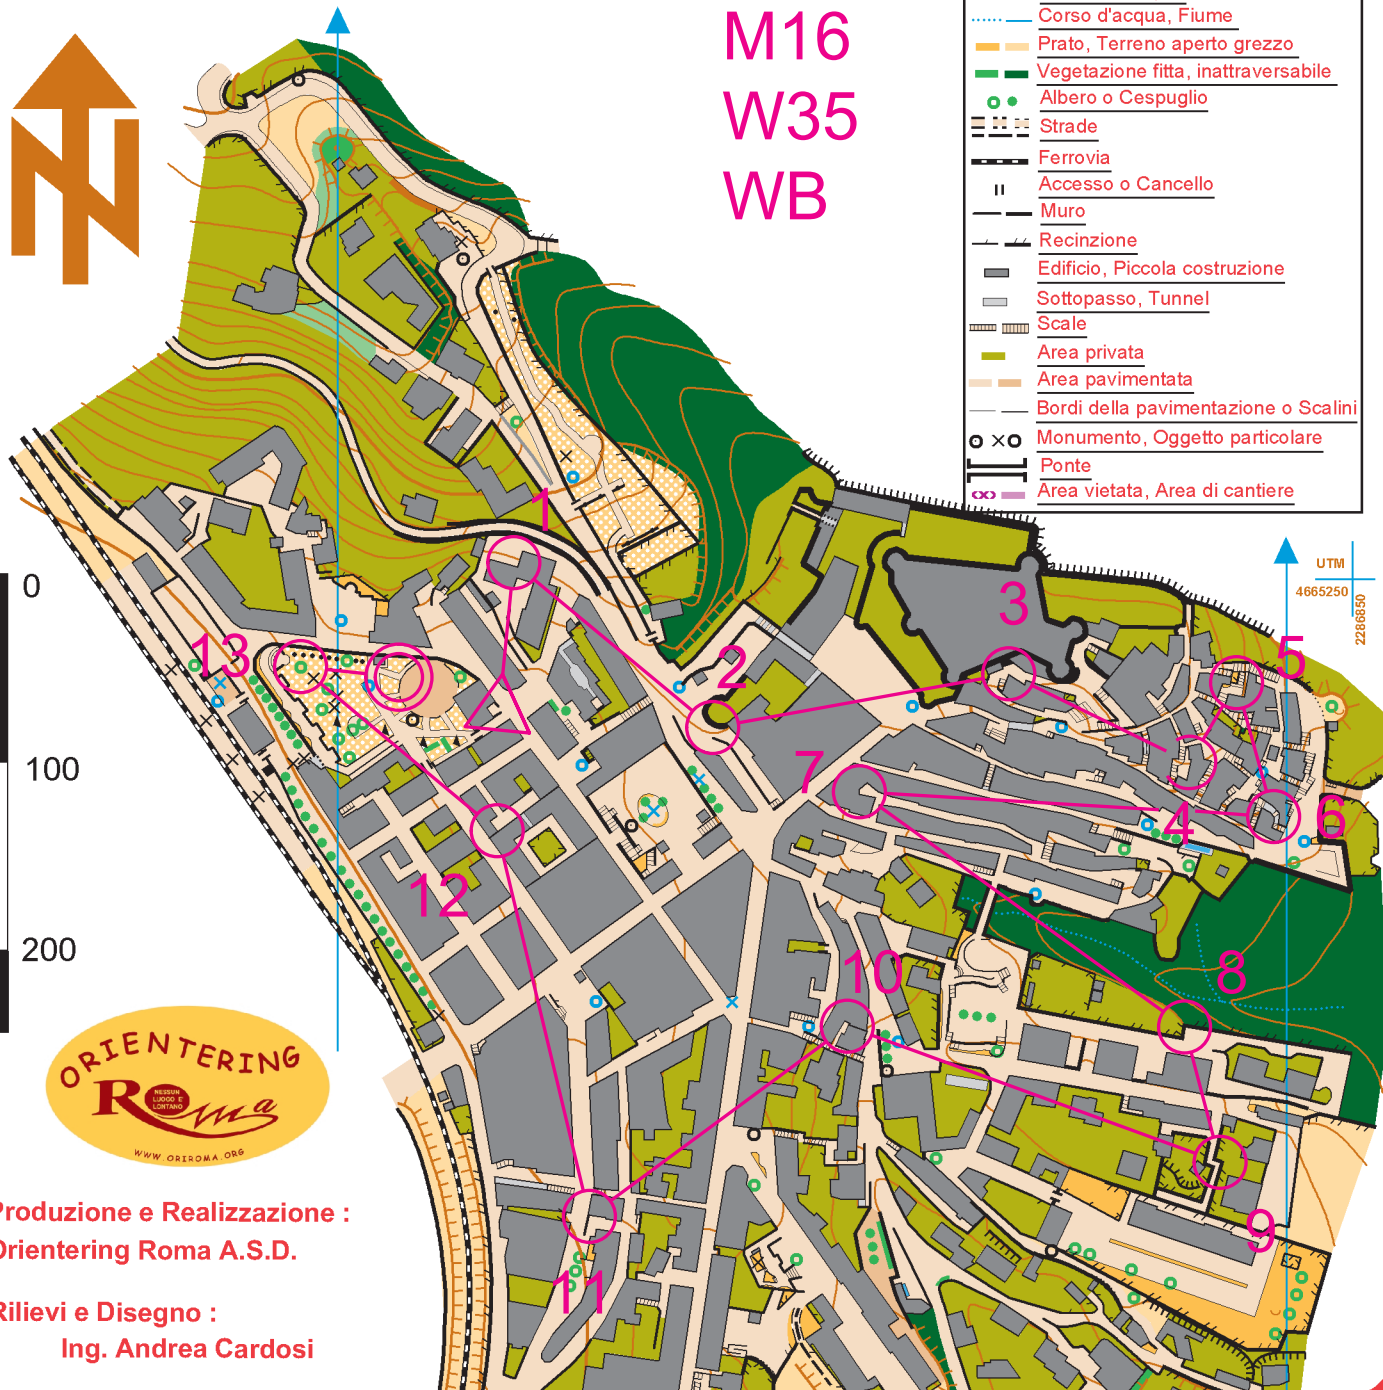 M16
W35
WB
Corso d'acqua, Fiume
Prato, Terreno aperto grezzo
Vegetazione fitta, inattraversabile
Albero o Cespuglio
Strade
Ferrovia
Accesso o Cancello
Muro
Recinzione
Edificio, Piccola costruzione
Sottopasso, Tunnel
Scale
Area privata
Area pavimentata
Bordi della pavimentazione o Scalini
Monumento, Oggetto particolare
Ponte
Area vietata, Area di cantiere
UTM
4665250
2286850
0
100
200
1
2
3
4
5
6
7
8
9
10
11
12
13
ORIENTERING
Roma
NESSUN
LUOGO E'
LONTANO
WWW.ORIROMA.ORG
Produzione e Realizzazione :
Orientering Roma A.S.D.
Rilievi e Disegno :
Ing. Andrea Cardosi